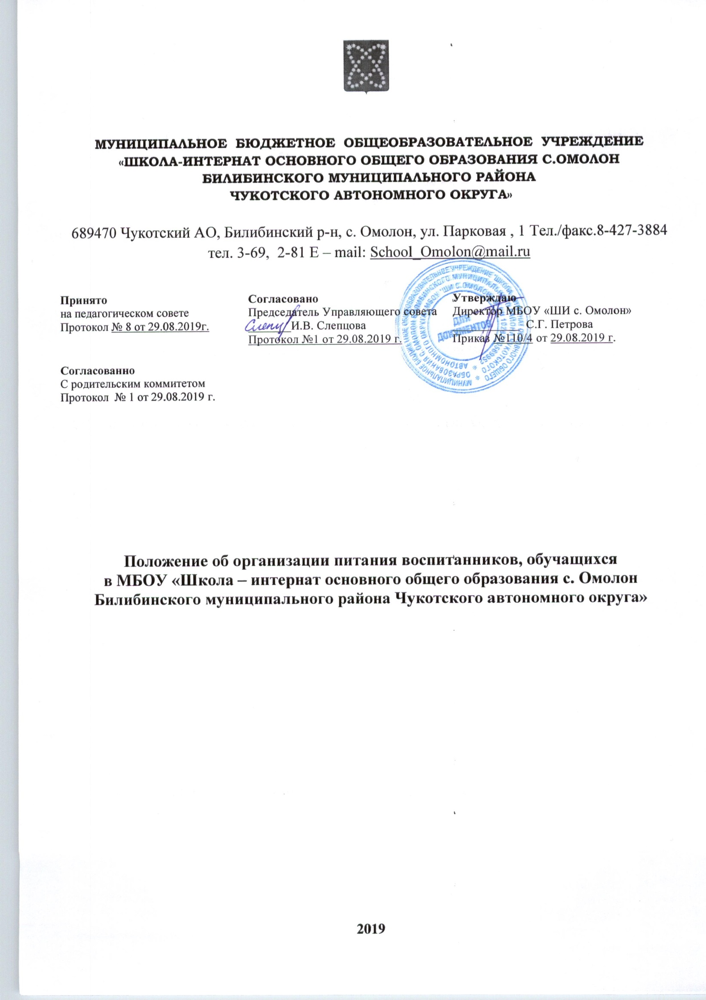 МУНИЦИПАЛЬНОЕ БЮДЖЕТНОЕ ОБЩЕОБРАЗОВАТЕЛЬНОЕ УЧРЕЖДЕНИЕ
«ШКОЛА-ИНТЕРНАТ ОСНОВНОГО ОБЩЕГО ОБРАЗОВАНИЯ С.ОМОЛОН
БИЛИБИНСКОГО МУНИЦИПАЛЬНОГО РАЙОНА
ЧУКОТСКОГО АВТОНОМНОГО ОКРУГА»
689470 Чукотский АО, Билибинский р-н, с. Омолон, ул. Парковая , 1 Тел./факс.8-427-3884
тел. 3-69, 2-81 E – mail: School_Omolon@mail.ru
Принято
на педагогическом совете
Протокол № 8 от 29.08.2019г.
Согласовано
Председатель Управляющего совета
И.В. Слепцова
Протокол №1 от 29.08.2019 г.
Утверждаю
Директор МБОУ «ШИ с. Омолон»
С.Г. Петрова
Приказ №110/4 от 29.08.2019 г.
ДЛЯ
ДОКУМЕНТОВ
Согласованно
С родительским коммитетом
Протокол № 1 от 29.08.2019 г.
Положение об организации питания воспитанников, обучащихся
в МБОУ «Школа – интернат основного общего образования с. Омолон
Билибинского муниципального района Чукотского автономного округа»
2019